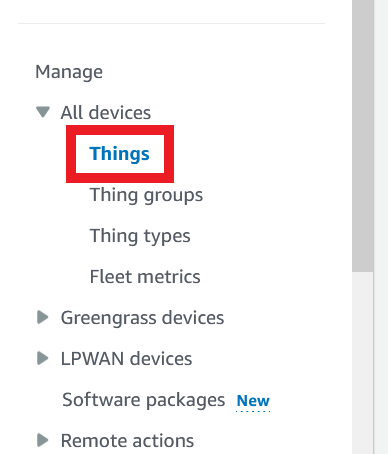 Manage
All devices
Things
Thing groups
Thing types
Fleet metrics
Greengrass devices
LPWAN devices
Software packages New
Remote actions